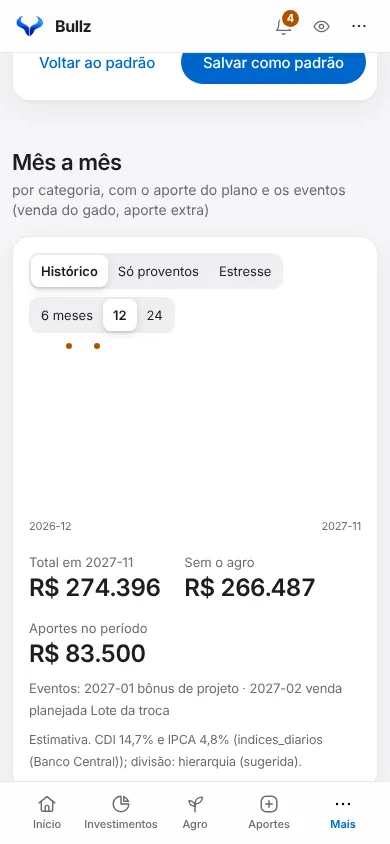 Bullz
4
Voltar ao padrão
Salvar como padrão
Mês a mês
por categoria, com o aporte do plano e os eventos
(venda do gado, aporte extra)
Histórico Só proventos Estresse
6 meses 12 24
2026-12 2027-11
Total em 2027-11 Sem o agro
R$ 274.396 R$ 266.487
Aportes no período
R$ 83.500
Eventos: 2027-01 bônus de projeto · 2027-02 venda
planejada Lote da troca
Estimativa. CDI 14,7% e IPCA 4,8% (indices_diarios
(Banco Central)); divisão: hierarquia (sugerida).
Início Investimentos Agro Aportes Mais